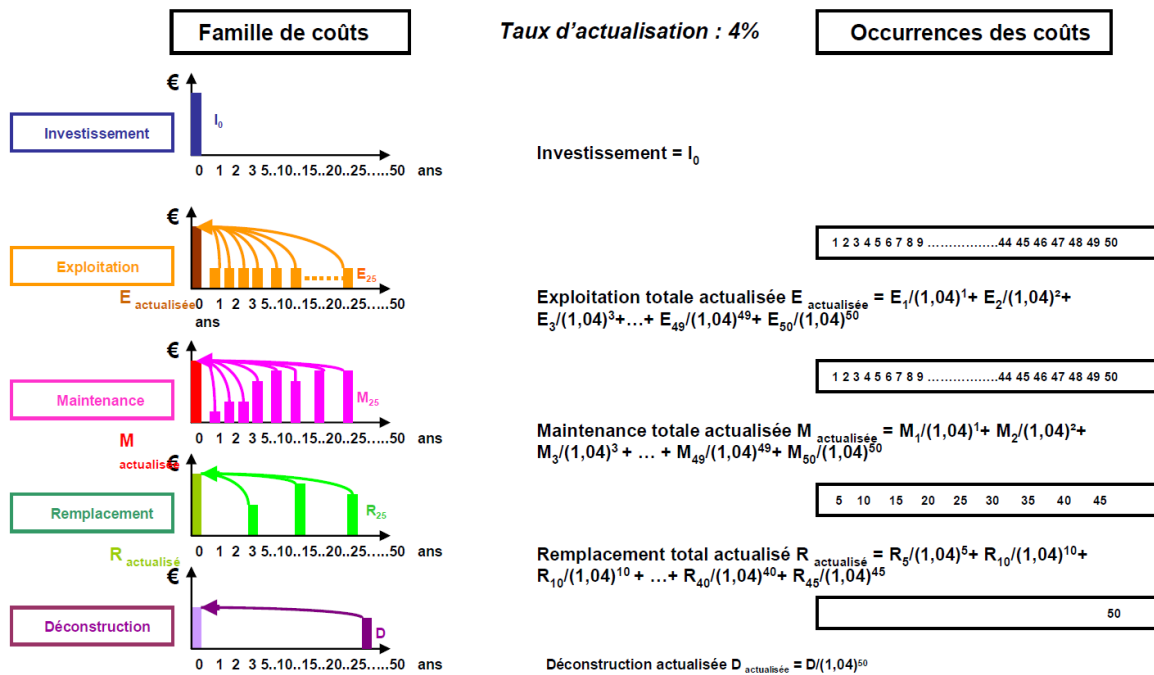 Famille de coûts
Taux d'actualisation : 4%
Occurrences des coûts
€
Investissement
I0
0 1 2 3 5..10..15..20..25.....50 ans
Investissement = I0
€
Exploitation
E25
E actualisée
0 1 2 3 5..10..15..20..25.....50
ans
1 2 3 4 5 6 7 8 9 ………………44 45 46 47 48 49 50
Exploitation totale actualisée E actualisée = E1/(1,04)1+ E2/(1,04)²+
E3/(1,04)3+…+ E49/(1,04)49+ E50/(1,04)50
€
Maintenance
M25
M
actualisée
0 1 2 3 5..10..15..20..25.....50 ans
1 2 3 4 5 6 7 8 9 ………………44 45 46 47 48 49 50
Maintenance totale actualisée M actualisée = M1/(1,04)1+ M2/(1,04)²+
M3/(1,04)3 + … + M49/(1,04)49+ M50/(1,04)50
€
Remplacement
R25
R actualisé
0 1 2 3 5..10..15..20..25.....50 ans
5 10 15 20 25 30 35 40 45
Remplacement total actualisé R actualisé = R5/(1,04)5+ R10/(1,04)10+
R10/(1,04)10 + …+ R40/(1,04)40+ R45/(1,04)45
€
Déconstruction
D
0 1 2 3 5..10..15..20..25.....50 ans
50
Déconstruction actualisée D actualisée = D/(1,04)50